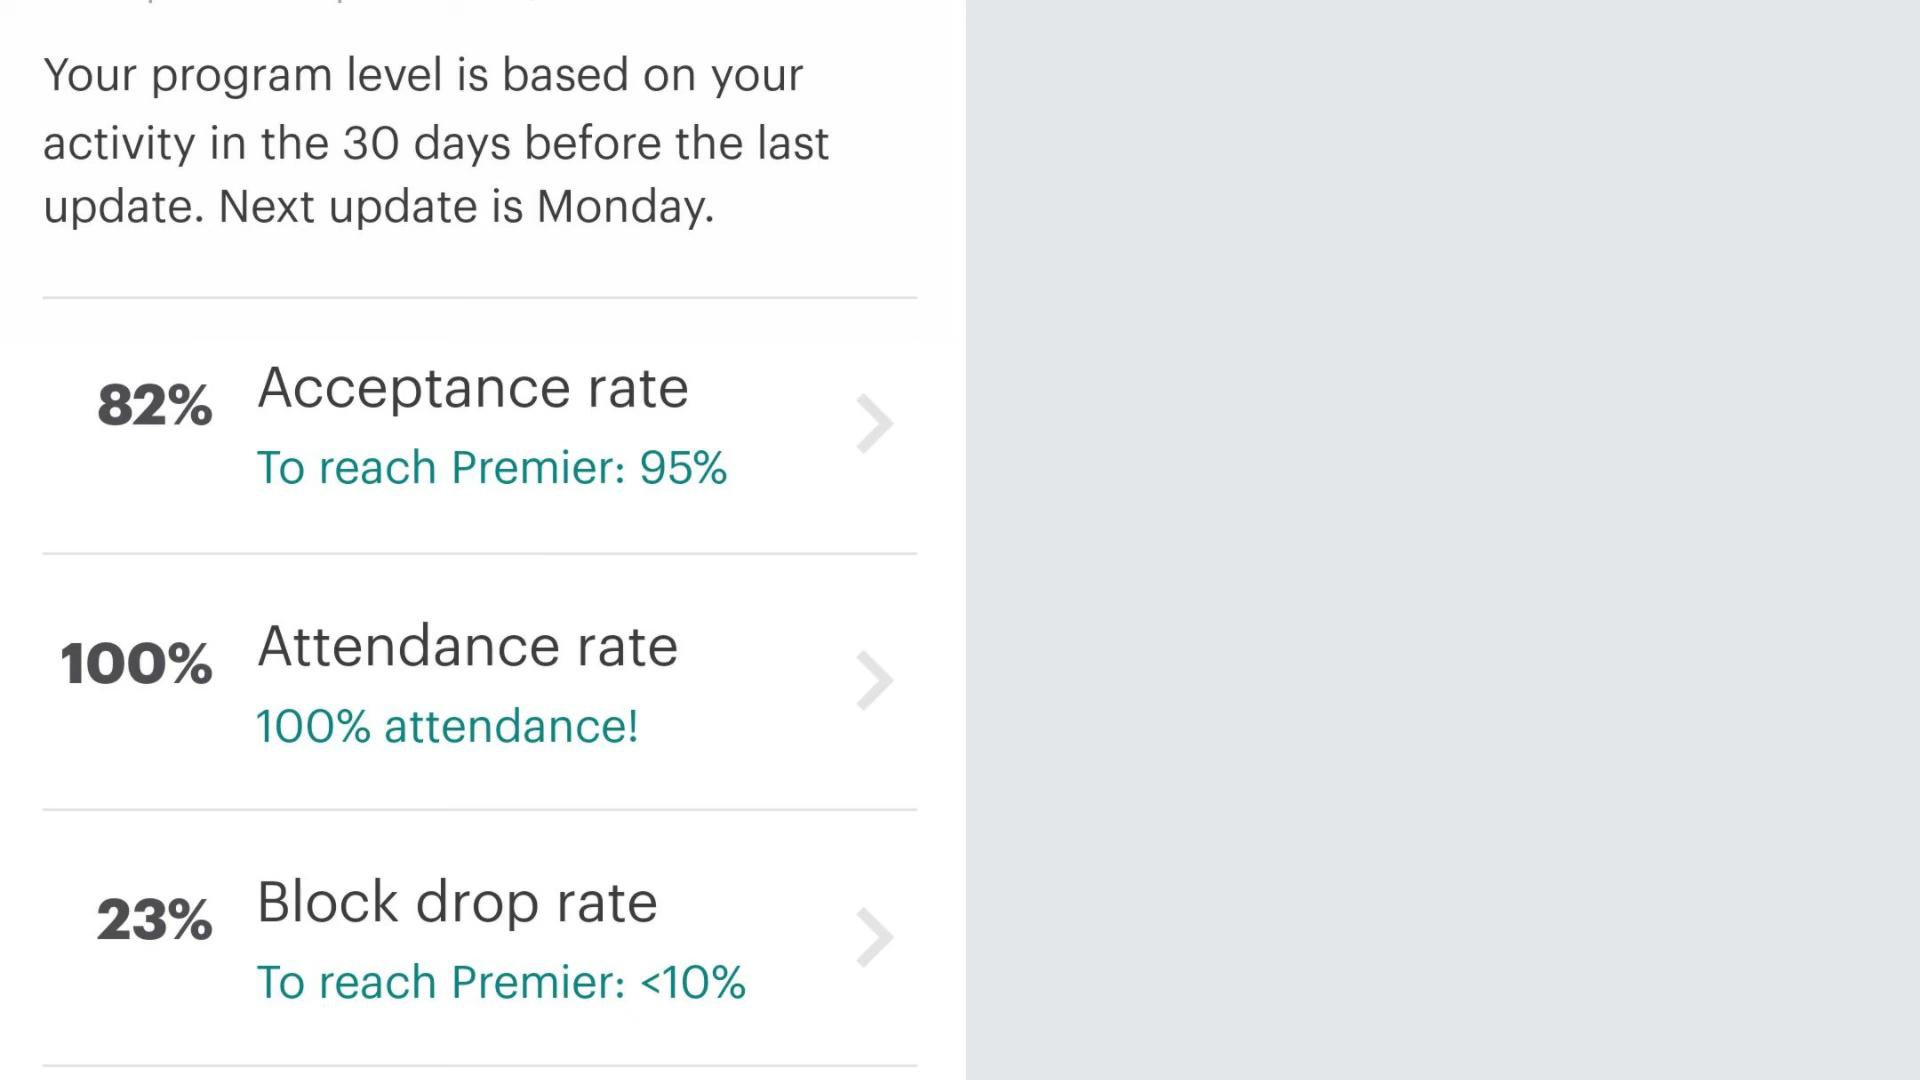 Your program level is based on your
activity in the 30 days before the last
update. Next update is Monday.
82%
Acceptance rate
To reach Premier: 95%
100%
Attendance rate
100% attendance!
23%
Block drop rate
To reach Premier: <10%